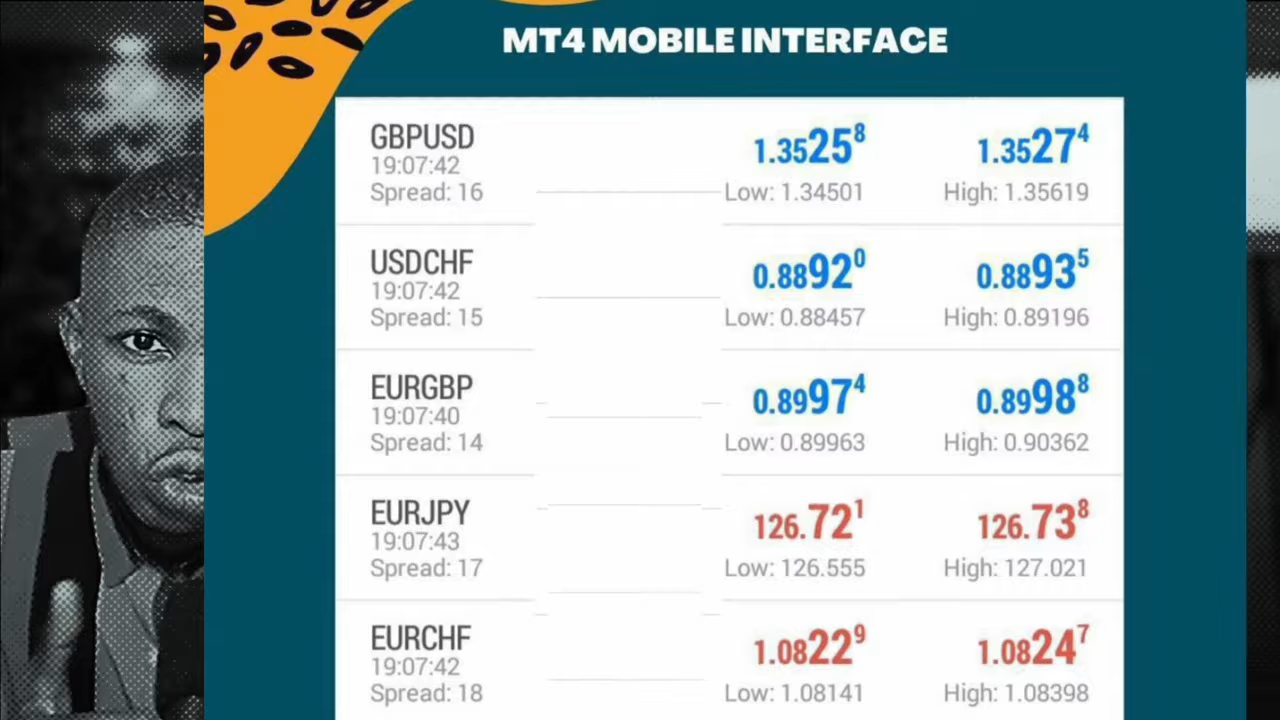 MT4 MOBILE INTERFACE
GBPUSD
19:07:42
Spread: 16
1.35258
1.35274
Low: 1.34501
High: 1.35619
USDCHF
19:07:42
Spread: 15
0.88920
0.88935
Low: 0.88457
High: 0.89196
EURGBP
19:07:40
Spread: 14
0.89974
0.89988
Low: 0.89963
High: 0.90362
EURJPY
19:07:43
Spread: 17
126.721
126.738
Low: 126.555
High: 127.021
EURCHF
19:07:42
Spread: 18
1.08229
1.08247
Low: 1.08141
High: 1.08398